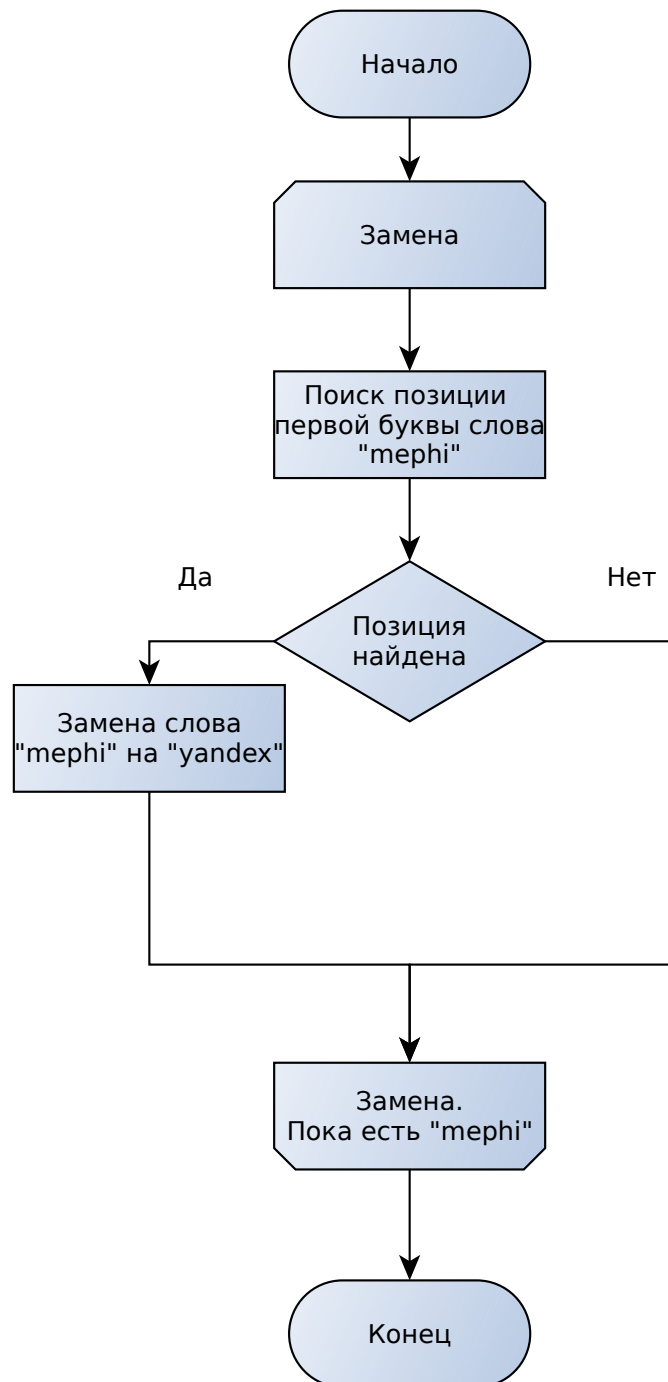 Начало
Замена
Поиск позиции
первой буквы слова
"mephi"
Да
Нет
Позиция
найдена
Замена слова
"mephi" на "yandex"
Замена.
Пока есть "mephi"
Конец